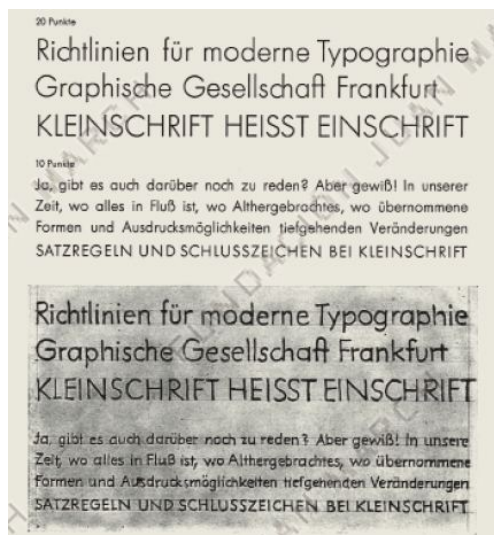 20 Punkte
Richtlinien für moderne Typographie
Graphische Gesellschaft Frankfurt
KLEINSCHRIFT HEISST EINSCHRIFT
10 Punkte
Ja, gibt es auch darüber noch zu reden? Aber gewiß! In unserer
Zeit, wo alles in Fluß ist, wo Althergebrachtes, wo übernommene
Formen und Ausdrucksmöglichkeiten tiefgehenden Veränderungen
SATZREGELN UND SCHLUSSZEICHEN BEI KLEINSCHRIFT
Richtlinien für moderne Typographie
Graphische Gesellschaft Frankfurt
KLEINSCHRIFT HEISST EINSCHRIFT
Ja, gibt es auch darüber noch zu reden? Aber gewiß! In unsere
Zeit, wo alles in Fluß ist, wo Althergebrachtes, wo übernommene
Formen und Ausdrucksmöglichkeiten tiefgehenden Veränderungen
SATZREGELN UND SCHLUSSZEICHEN BEI KLEINSCHRIFT
FUNDACIÓN JUAN MARCH